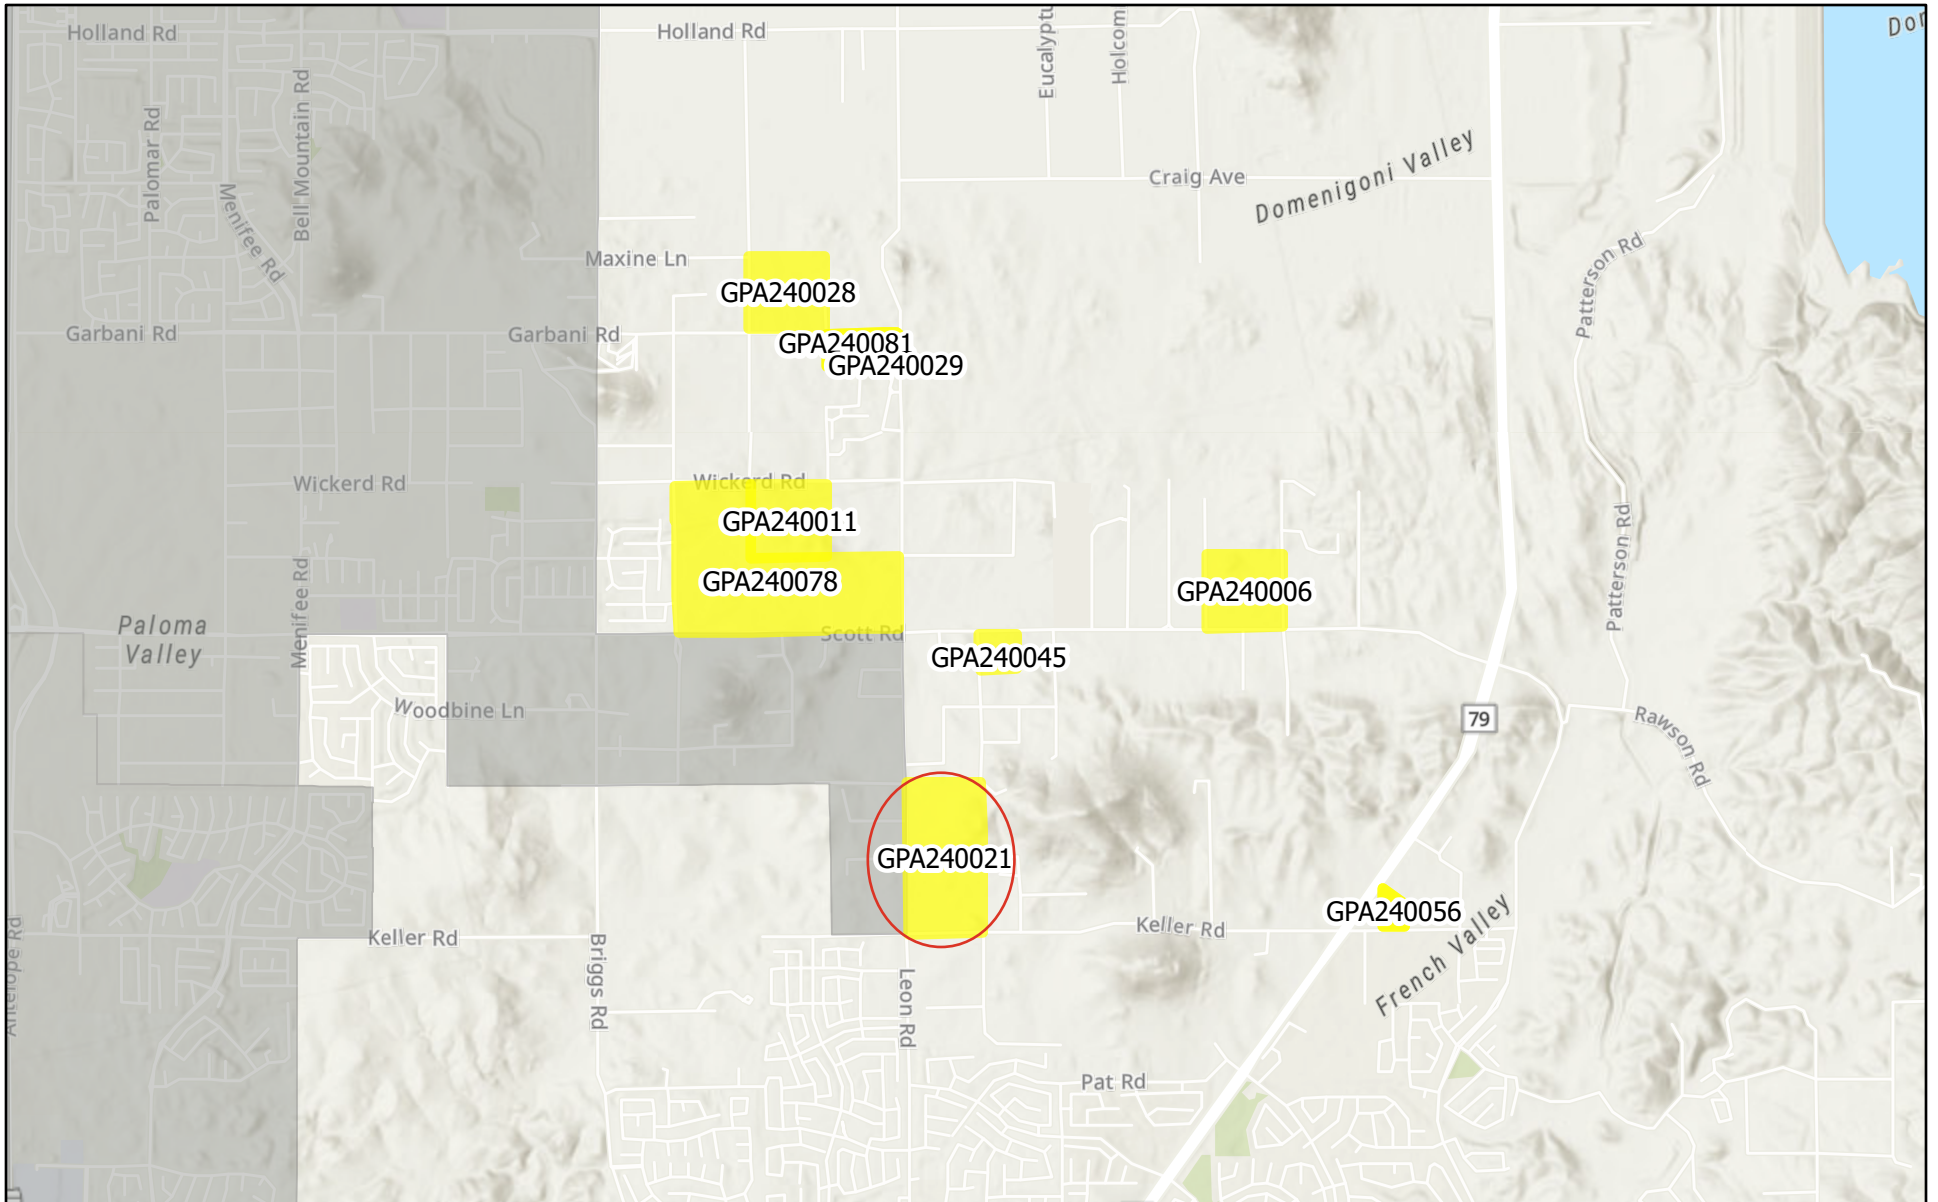 Holland Rd
Holland Rd
Eucalyptu
Holcom
Dor
Palomar Rd
Bell Mountain Rd
Menifee Rd
Craig Ave
Domenigoni Valley
Maxine Ln
Patterson Rd
GPA240028
Garbani Rd
Garbani Rd
GPA240081
GPA240029
Wickerd Rd
Wickerd Rd
GPA240011
Patterson Rd
GPA240078
GPA240006
Menifee Rd
Paloma
Valley
Scott Rd
GPA240045
Woodbine Ln
79
Rawson Rd
GPA240021
GPA240056
French Valley
Antelope Rd
Keller Rd
Keller Rd
Briggs Rd
Leon Rd
Pat Rd